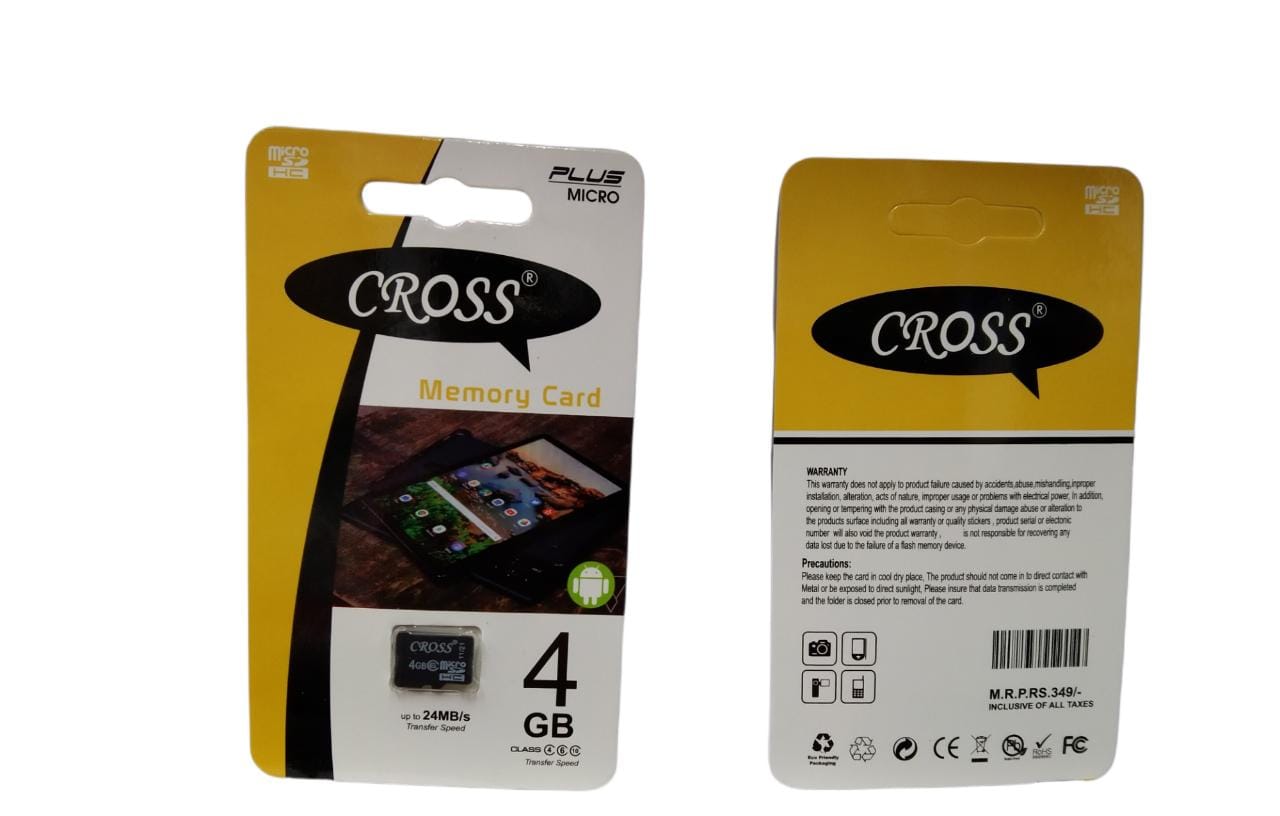 micro
SD
HC
PLUS
MICRO
CROSS®
Memory Card
CROSS®
11/21
4GB 6 micro
SD
HC
up to 24MB/s
Transfer Speed
4
GB
CLASS 4 6 10
Transfer Speed
micro
SD
HC
CROSS®
WARRANTY
This warranty does not apply to product failure caused by accidents,abuse,mishandling,inproper
installation, alteration, acts of nature, improper usage or problems with electrical power, In addition,
opening or tempering with the product casing or any physical damage abuse or alteration to
the products surface including all warranty or quality stickers , product serial or electonic
number will also void the product warranty , is not responsible for recovering any
data lost due to the failure of a flash memory device.
Precautions:
Please keep the card in cool dry place, The product should not come in to direct contact with
Metal or be exposed to direct sunlight, Please insure that data transmission is completed
and the folder is closed prior to removal of the card.
M.R.P.RS.349/-
INCLUSIVE OF ALL TAXES
Eco Friendly
Packaging
CE
Pb
RoHS
FC